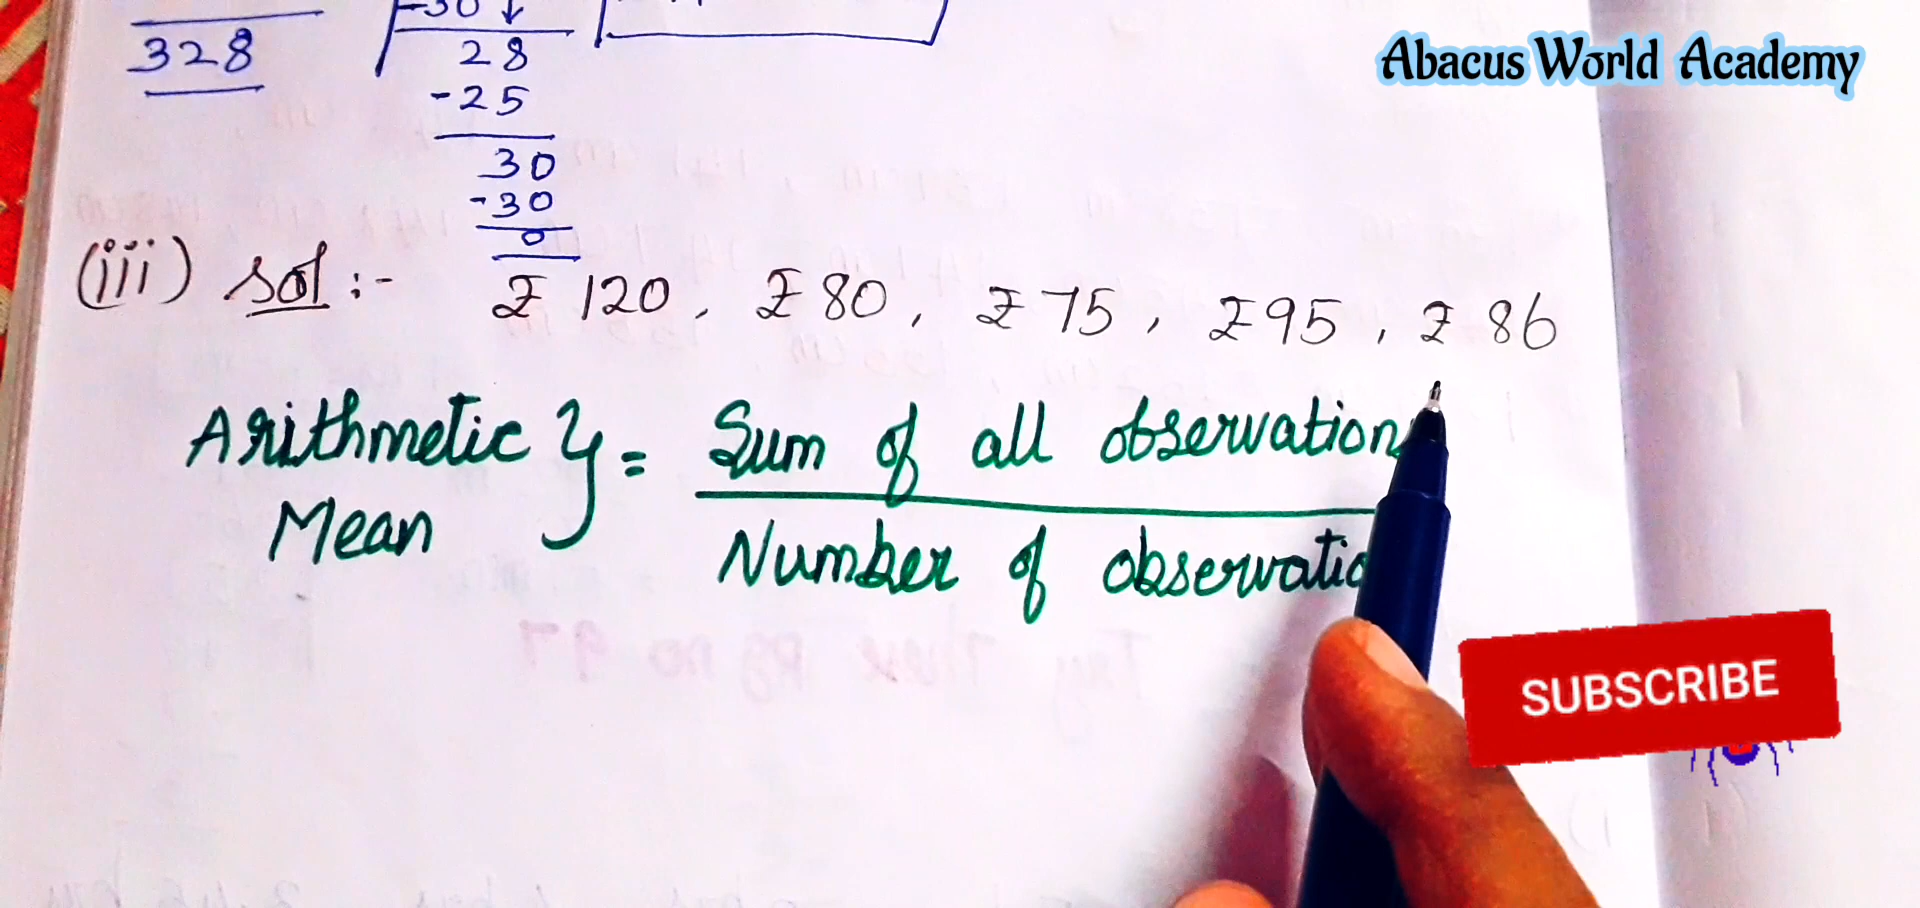 Abacus World Academy
-30 ↓
328
28
-25
30
-30
0
(iii) Sol :- ₹ 120, ₹ 80, ₹ 75, ₹ 95, ₹ 86
Arithmetic Mean } = Sum of all observations
Number of observatio
SUBSCRIBE